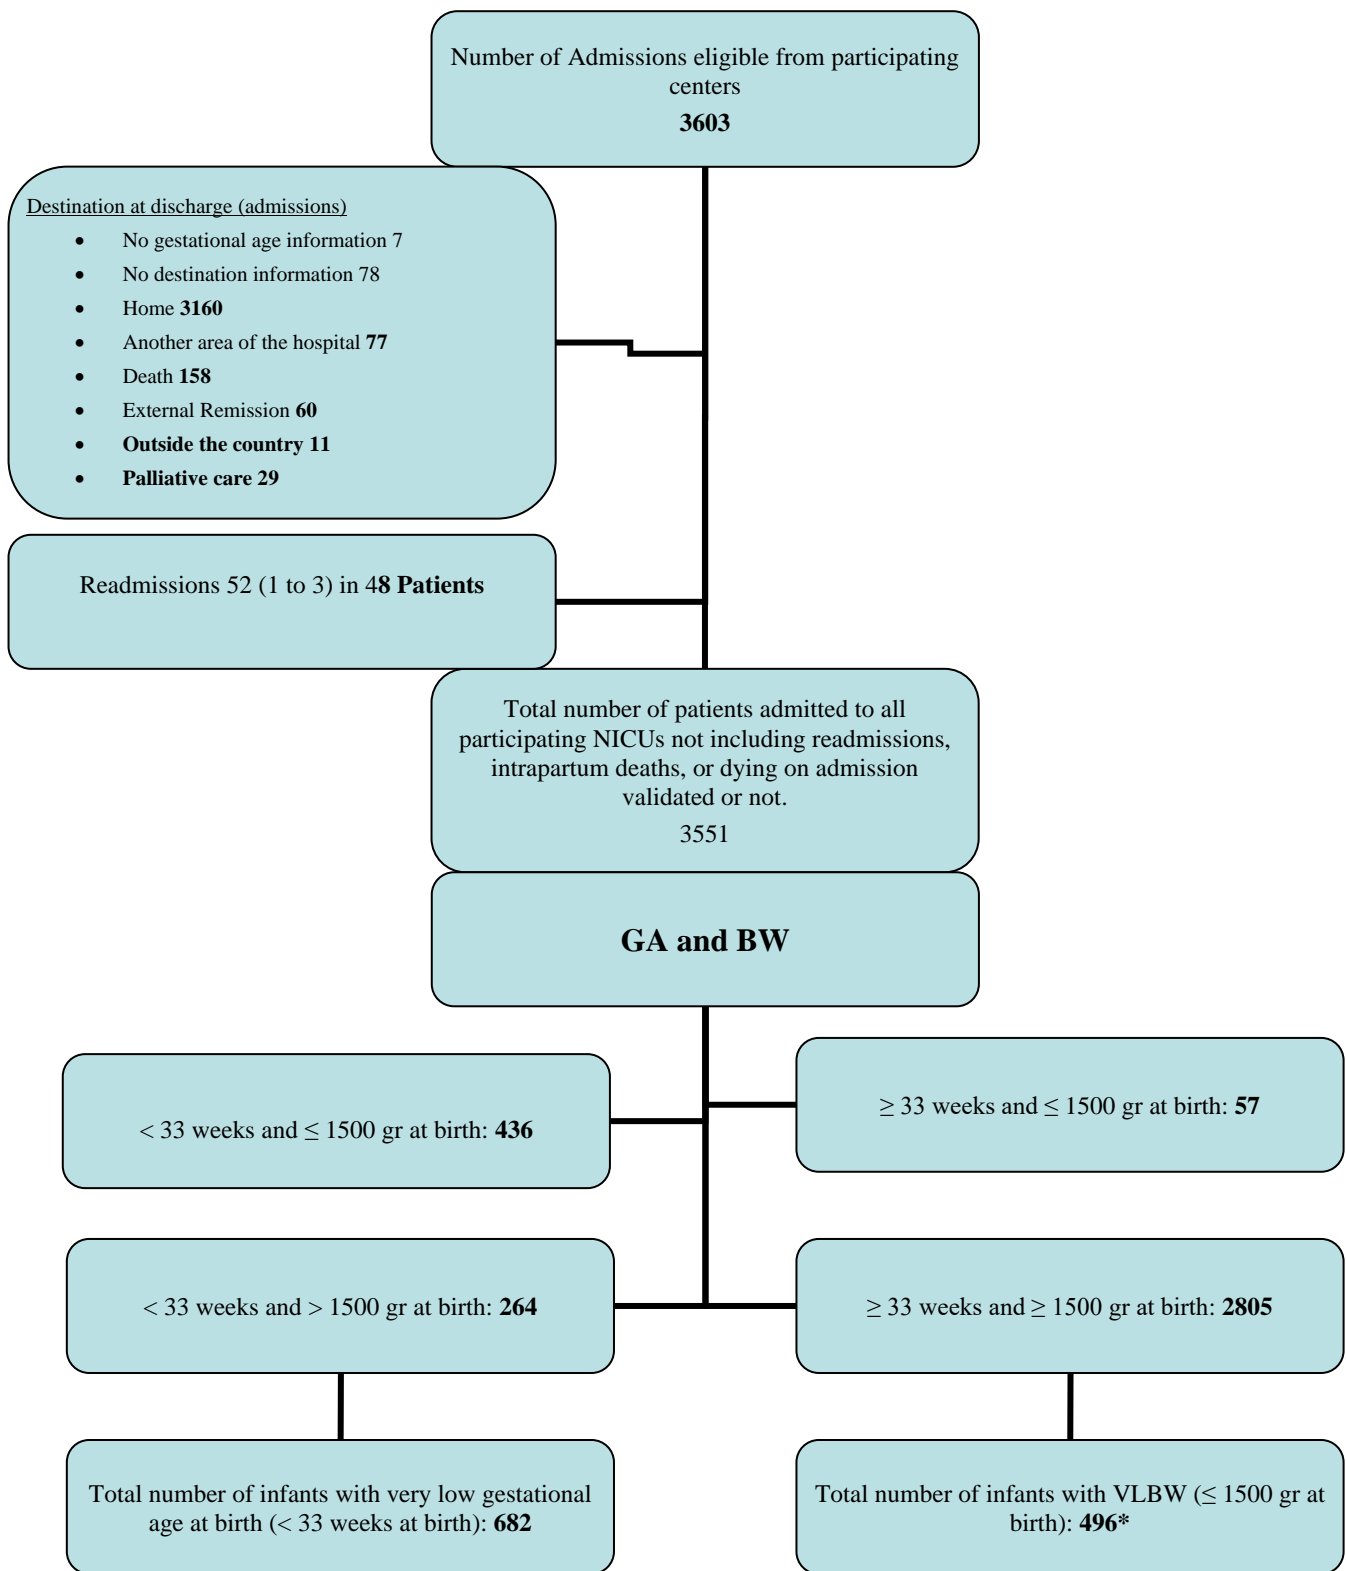 Number of Admissions eligible from participating
centers
3603
Destination at discharge (admissions)
• No gestational age information 7
• No destination information 78
• Home 3160
• Another area of the hospital 77
• Death 158
• External Remission 60
• Outside the country 11
• Palliative care 29
Readmissions 52 (1 to 3) in 48 Patients
Total number of patients admitted to all
participating NICUs not including readmissions,
intrapartum deaths, or dying on admission
validated or not.
3551
GA and BW
< 33 weeks and ≤ 1500 gr at birth: 436
≥ 33 weeks and ≤ 1500 gr at birth: 57
< 33 weeks and > 1500 gr at birth: 264
≥ 33 weeks and ≥ 1500 gr at birth: 2805
Total number of infants with very low gestational
age at birth (< 33 weeks at birth): 682
Total number of infants with VLBW (≤ 1500 gr at
birth): 496*